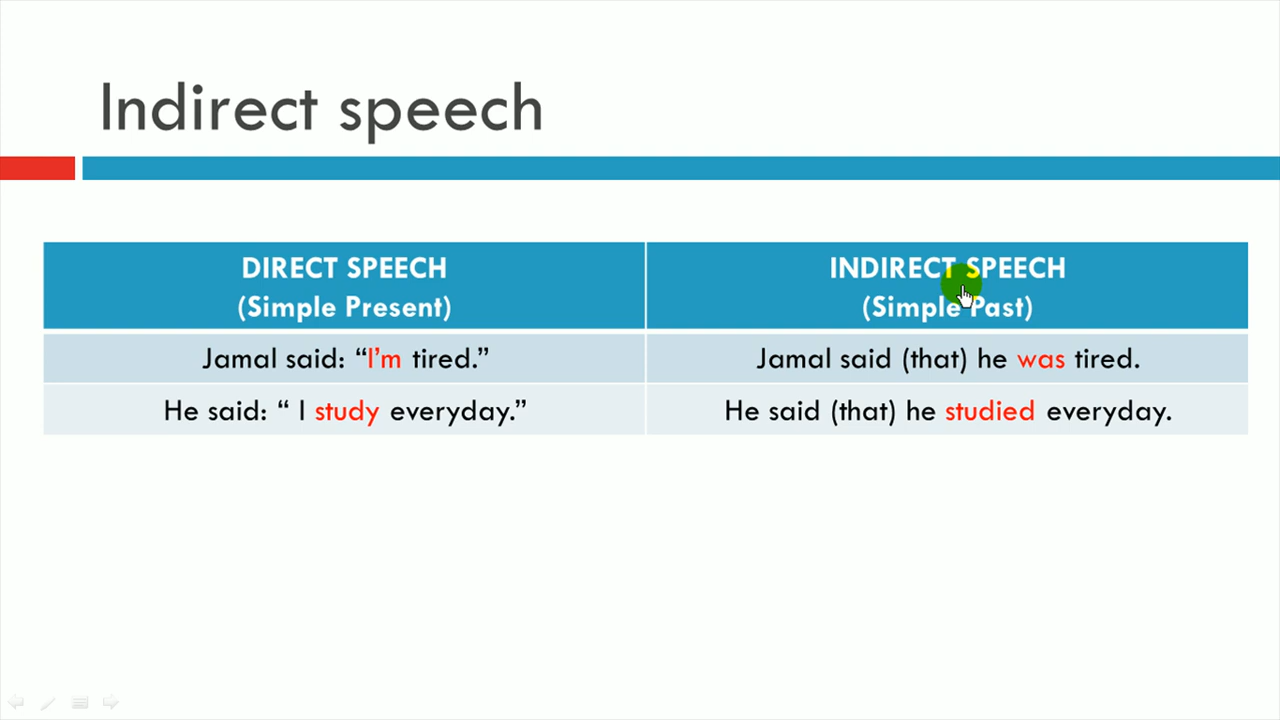 Indirect speech
DIRECT SPEECH
(Simple Present)
INDIRECT SPEECH
(Simple Past)
Jamal said: “I’m tired.”
Jamal said (that) he was tired.
He said: “ I study everyday.”
He said (that) he studied everyday.